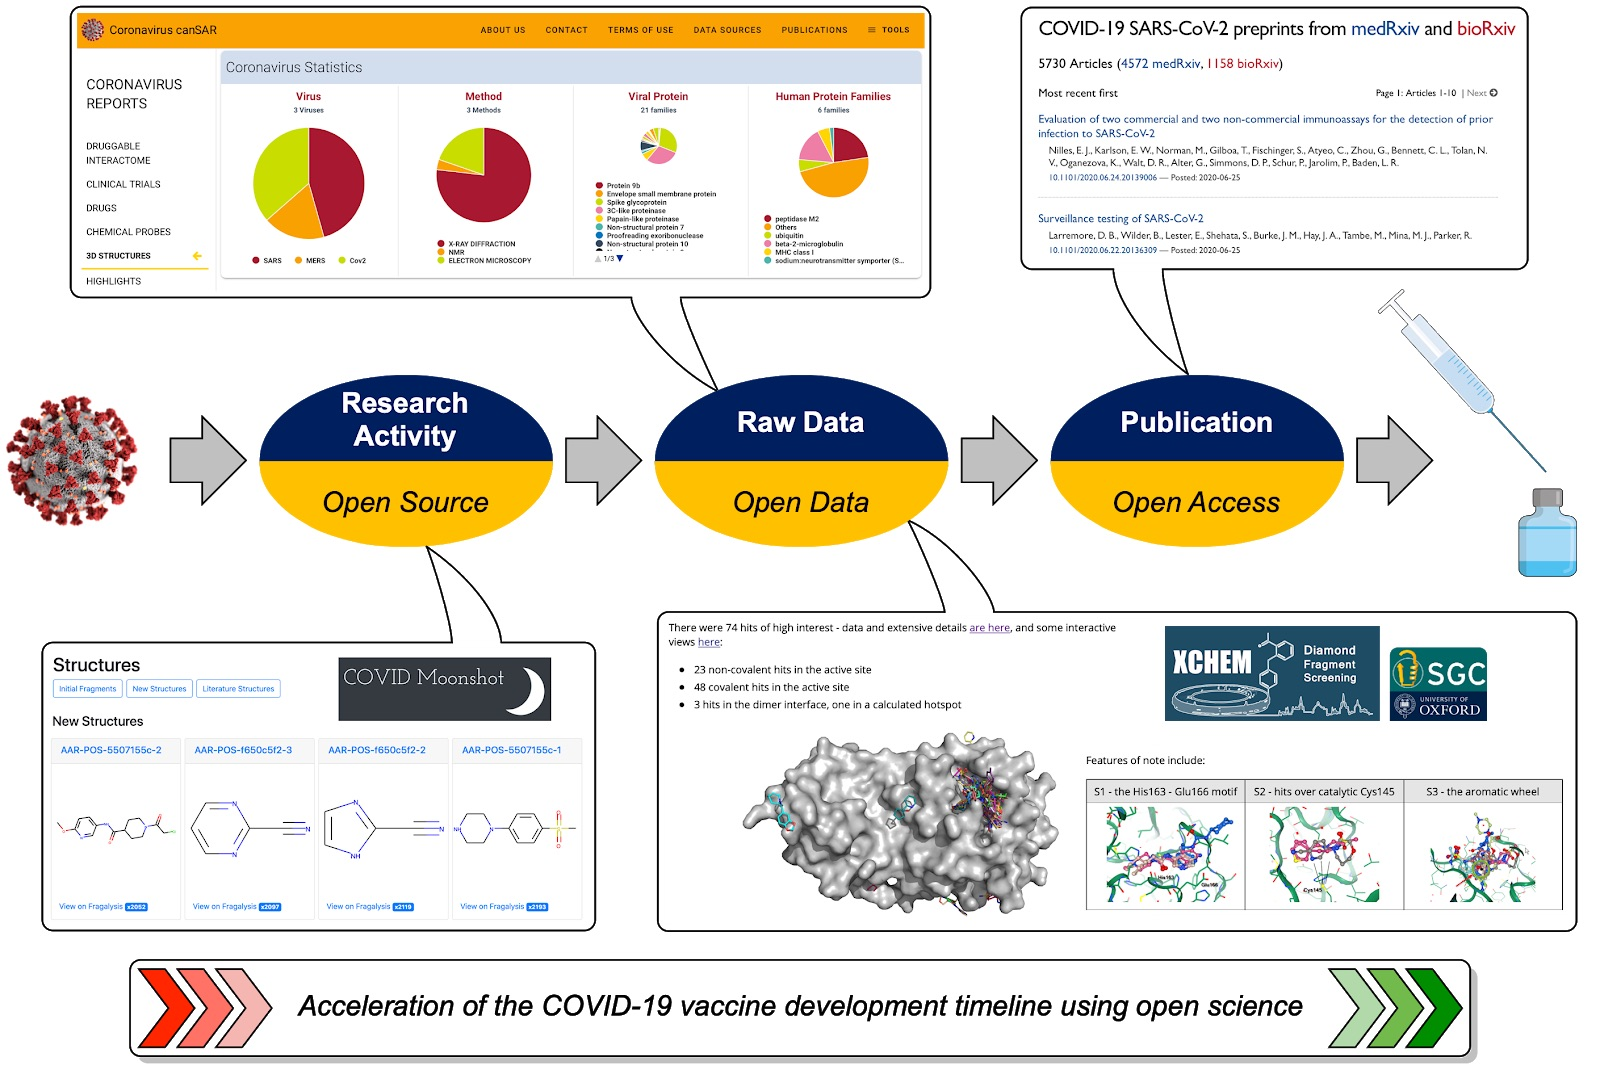 Coronavirus canSAR
ABOUT US CONTACT TERMS OF USE DATA SOURCES PUBLICATIONS TOOLS
CORONAVIRUS
REPORTS
DRUGGABLE
INTERACTOME
CLINICAL TRIALS
DRUGS
CHEMICAL PROBES
3D STRUCTURES
HIGHLIGHTS
Coronavirus Statistics
Virus
3 Viruses
SARS MERS Cov2
Method
3 Methods
X-RAY DIFFRACTION
NMR
ELECTRON MICROSCOPY
Viral Protein
21 families
Protein 9b
Envelope small membrane protein
Spike glycoprotein
3C-like proteinase
Papain-like proteinase
Non-structural protein 7
Proofreading exoribonuclease
Non-structural protein 10
1/3
Human Protein Families
6 families
peptidase M2
Others
ubiquitin
beta-2-microglobulin
MHC class I
sodium:neurotransmitter symporter (S...
COVID-19 SARS-CoV-2 preprints from medRxiv and bioRxiv
5730 Articles (4572 medRxiv, 1158 bioRxiv)
Most recent first Page 1: Articles 1-10 | Next
Evaluation of two commercial and two non-commercial immunoassays for the detection of prior
infection to SARS-CoV-2
Nilles, E. J., Karlson, E. W., Norman, M., Gilboa, T., Fischinger, S., Atyeo, C., Zhou, G., Bennett, C. L., Tolan, N.
V., Oganezova, K., Walt, D. R., Alter, G., Simmons, D. P., Schur, P., Jarolim, P., Baden, L. R.
10.1101/2020.06.24.20139006 — Posted: 2020-06-25
Surveillance testing of SARS-CoV-2
Larremore, D. B., Wilder, B., Lester, E., Shehata, S., Burke, J. M., Hay, J. A., Tambe, M., Mina, M. J., Parker, R.
10.1101/2020.06.22.20136309 — Posted: 2020-06-25
Research
Activity
Open Source
Raw Data
Open Data
Publication
Open Access
Structures
Initial Fragments New Structures Literature Structures
COVID Moonshot
New Structures
AAR-POS-5507155c-2 AAR-POS-f650c5f2-3 AAR-POS-f650c5f2-2 AAR-POS-5507155c-1
View on Fragalysis x2052 View on Fragalysis x2097 View on Fragalysis x2119 View on Fragalysis x2193
There were 74 hits of high interest - data and extensive details are here, and some interactive
views here:
23 non-covalent hits in the active site
48 covalent hits in the active site
3 hits in the dimer interface, one in a calculated hotspot
XCHEM
Diamond
Fragment
Screening
SGC
UNIVERSITY OF
OXFORD
Features of note include:
S1 - the His163 - Glu166 motif S2 - hits over catalytic Cys145 S3 - the aromatic wheel
His163
Glu166
Cys145
Acceleration of the COVID-19 vaccine development timeline using open science